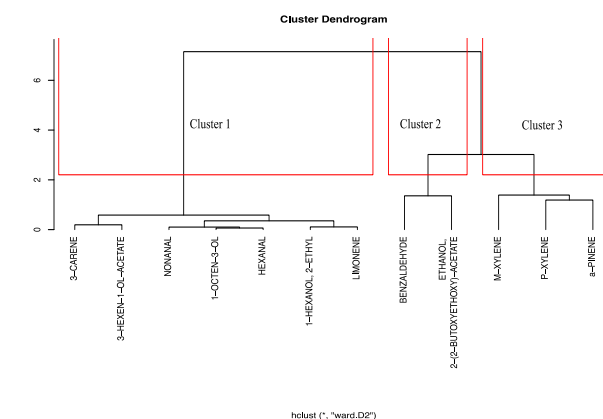 Cluster Dendrogram
6
4
2
0
Cluster 1
Cluster 2
Cluster 3
3−CARENE
3−HEXEN−1−OL−ACETATE
NONANAL
1−OCTEN−3−OL
HEXANAL
1−HEXANOL, 2−ETHYL
LIMONENE
BENZALDEHYDE
ETHANOL,
2−(2−BUTOXYETHOXY)−ACETATE
M−XYLENE
P−XYLENE
a−PINENE
hclust (*, "ward.D2")